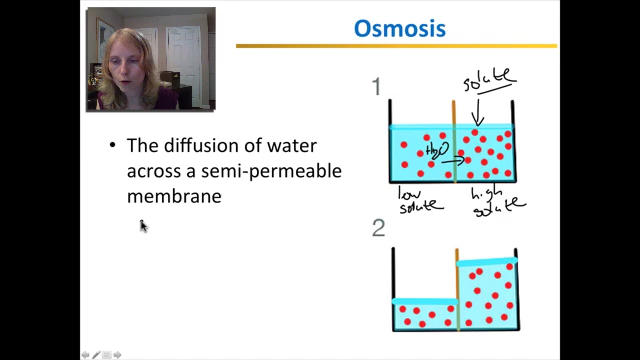 Osmosis
• The diffusion of water
across a semi-permeable
membrane
1
solute
H₂O
low
solute
high
solute
2